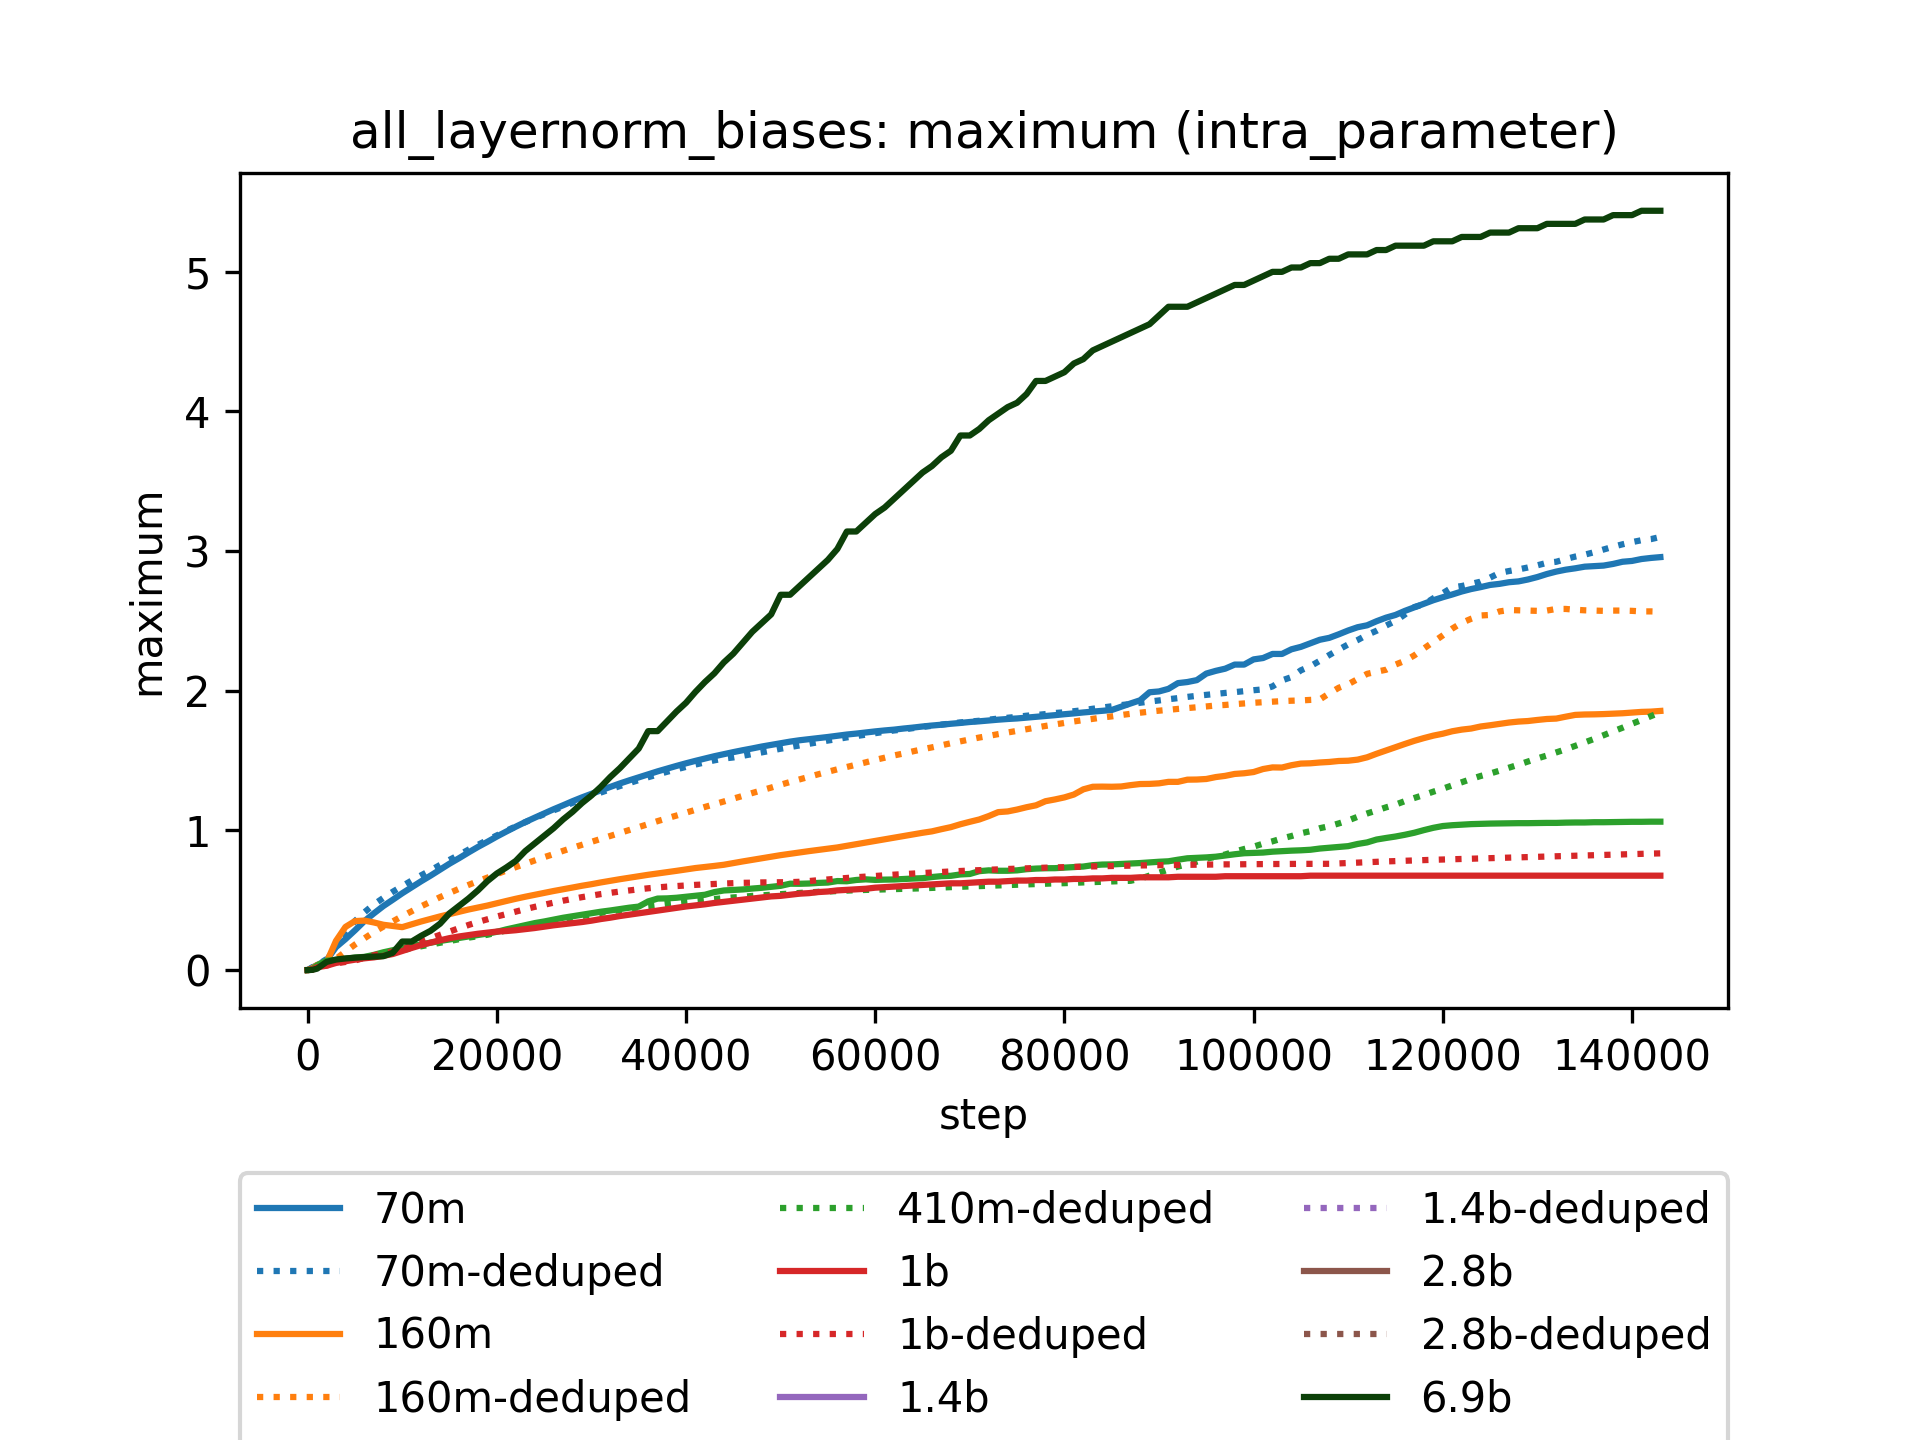 all_layernorm_biases: maximum (intra_parameter)
5
4
3
2
1
0
maximum
0 20000 40000 60000 80000 100000 120000 140000
step
70m
70m-deduped
160m
160m-deduped
410m-deduped
1b
1b-deduped
1.4b
1.4b-deduped
2.8b
2.8b-deduped
6.9b